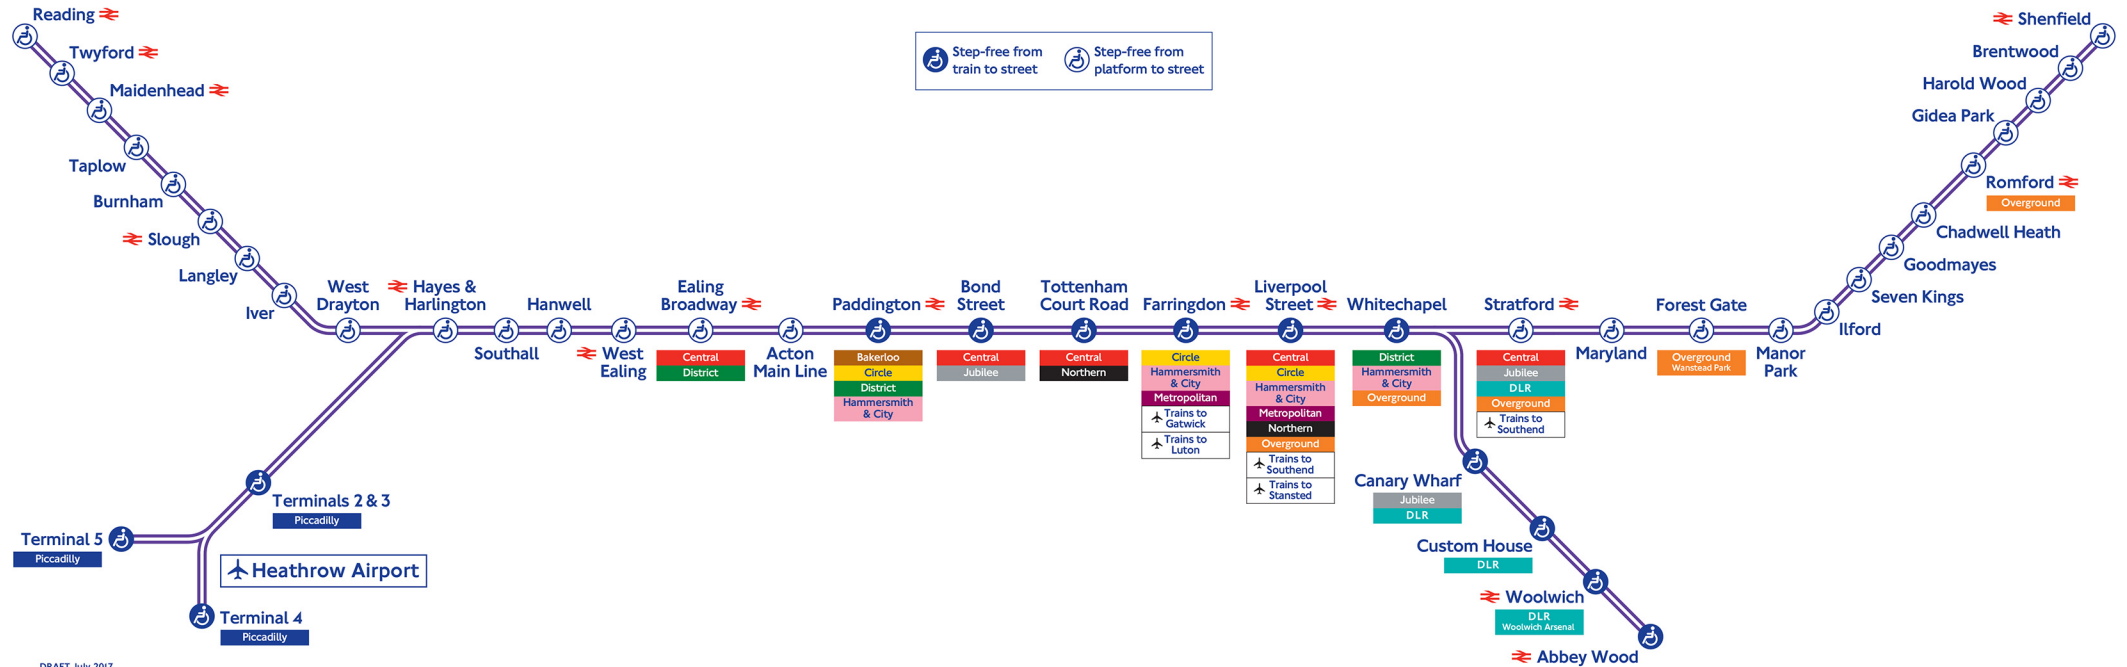 Reading
Twyford
Maidenhead
Taplow
Burnham
Slough
Langley
Iver
West
Drayton
Hayes &
Harlington
Southall
Hanwell
West
Ealing
Ealing
Broadway
Central
District
Acton
Main Line
Paddington
Bakerloo
Circle
District
Hammersmith
& City
Bond
Street
Central
Jubilee
Tottenham
Court Road
Central
Northern
Farringdon
Circle
Hammersmith
& City
Metropolitan
Trains to
Gatwick
Trains to
Luton
Liverpool
Street
Central
Circle
Hammersmith
& City
Metropolitan
Northern
Overground
Trains to
Southend
Trains to
Stansted
Whitechapel
District
Hammersmith
& City
Overground
Stratford
Central
Jubilee
DLR
Overground
Trains to
Southend
Maryland
Forest Gate
Overground
Wanstead Park
Manor
Park
Ilford
Seven Kings
Goodmayes
Chadwell Heath
Romford
Overground
Gidea Park
Harold Wood
Brentwood
Shenfield
Step-free from
train to street
Step-free from
platform to street
Terminals 2 & 3
Piccadilly
Terminal 5
Piccadilly
Heathrow Airport
Terminal 4
Piccadilly
Canary Wharf
Jubilee
DLR
Custom House
DLR
Woolwich
DLR
Woolwich Arsenal
Abbey Wood
DRAFT July 2017